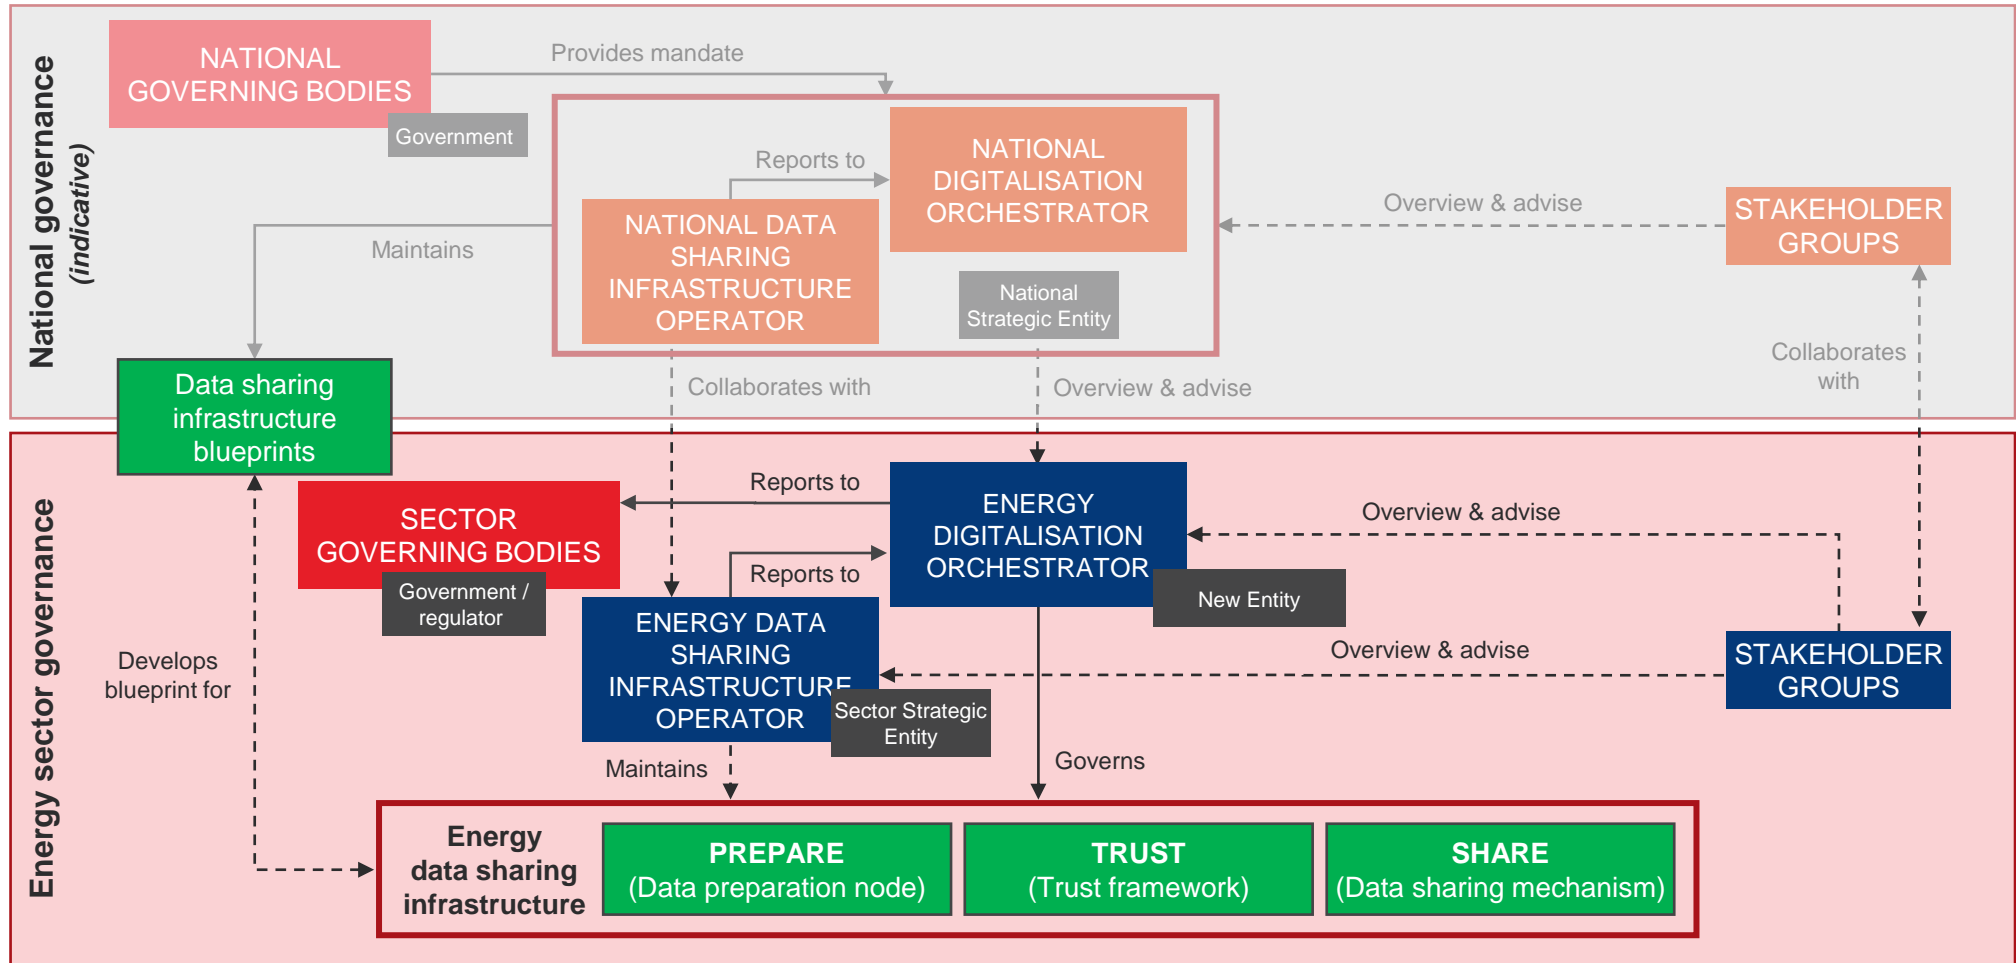 National governance
(indicative)
NATIONAL
GOVERNING BODIES
Government
Provides mandate
Reports to
NATIONAL
DIGITALISATION
ORCHESTRATOR
NATIONAL DATA
SHARING
INFRASTRUCTURE
OPERATOR
National
Strategic Entity
Overview & advise
STAKEHOLDER
GROUPS
Maintains
Collaborates with
Overview & advise
Collaborates
with
Data sharing
infrastructure
blueprints
Energy sector governance
SECTOR
GOVERNING BODIES
Government /
regulator
Reports to
Reports to
ENERGY
DIGITALISATION
ORCHESTRATOR
New Entity
Overview & advise
ENERGY DATA
SHARING
INFRASTRUCTURE
OPERATOR
Sector Strategic
Entity
Overview & advise
STAKEHOLDER
GROUPS
Develops
blueprint for
Maintains
Governs
Energy
data sharing
infrastructure
PREPARE
(Data preparation node)
TRUST
(Trust framework)
SHARE
(Data sharing mechanism)